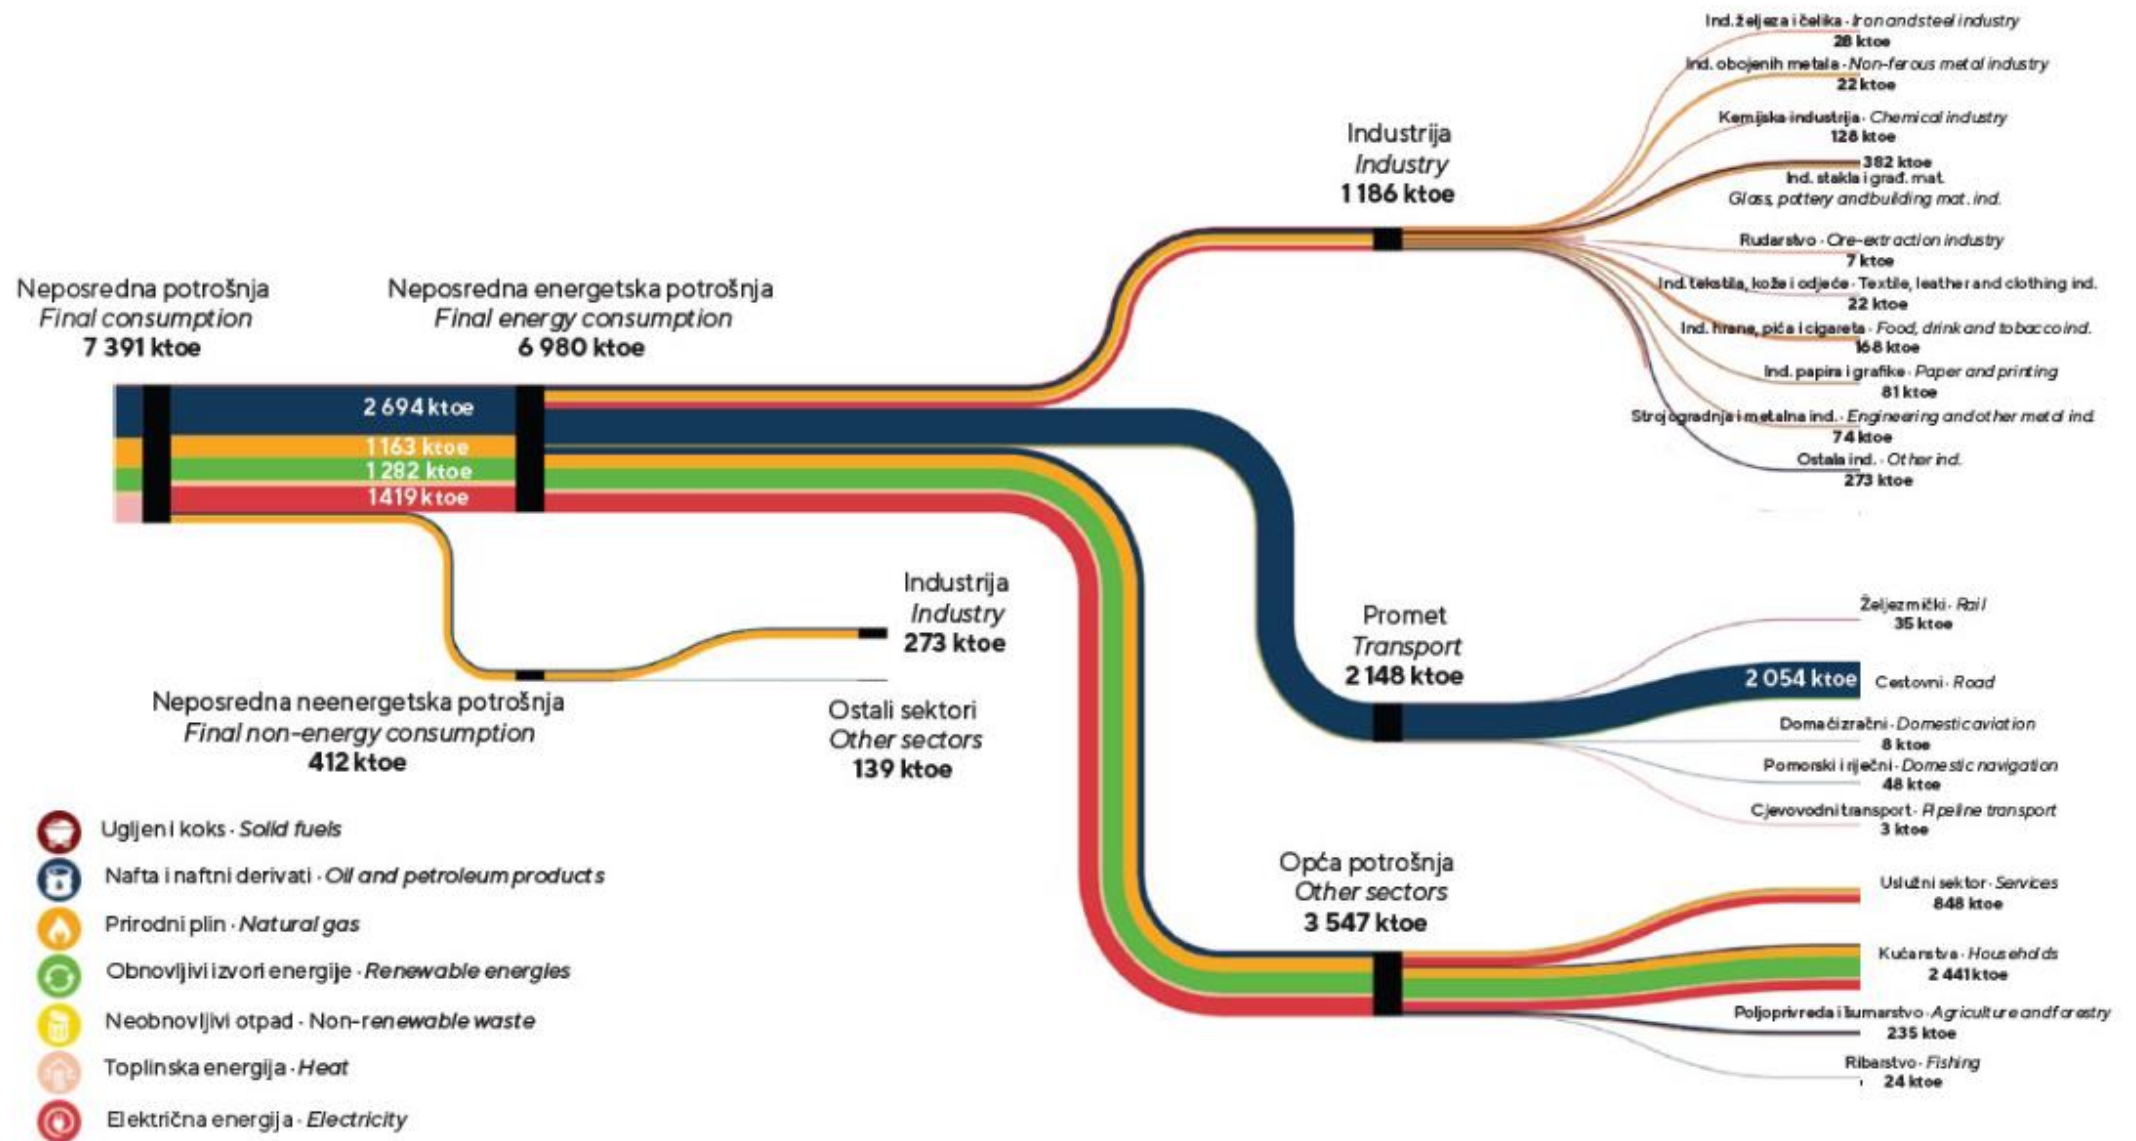 Neposredna potrošnja
Final consumption
7 391 ktoe
Neposredna energetska potrošnja
Final energy consumption
6 980 ktoe
2 694 ktoe
1 163 ktoe
1 282 ktoe
1419 ktoe
Neposredna neenergetska potrošnja
Final non-energy consumption
412 ktoe
Industrija
Industry
273 ktoe
Ostali sektori
Other sectors
139 ktoe
Industrija
Industry
1 186 ktoe
Ind. željeza i čelika · Iron and steel industry
28 ktoe
Ind. obojenih metala · Non-ferous metal industry
22 ktoe
Kemijska industrija · Chemical industry
128 ktoe
382 ktoe
Ind. stakla i građ. mat.
Glass, pottery and building mat. ind.
Rudarstvo · Ore-extraction industry
7 ktoe
Ind. tekstila, kože i odjeće · Textile, leather and clothing ind.
22 ktoe
Ind. hrane, pića i cigareta · Food, drink and tobacco ind.
168 ktoe
Ind. papira i grafike · Paper and printing
81 ktoe
Strojogradnja i metalna ind. · Engineering and other metal ind.
74 ktoe
Ostala ind. · Other ind.
273 ktoe
Promet
Transport
2 148 ktoe
Željezmički · Rail
35 ktoe
2 054 ktoe
Cestovni · Road
Domaći zračni · Domestic aviation
8 ktoe
Pomorski i riječni · Domestic navigation
48 ktoe
Cjevovodni transport · Pipeline transport
3 ktoe
Opća potrošnja
Other sectors
3 547 ktoe
Uslužni sektor · Services
848 ktoe
Kućanstva · Households
2 441 ktoe
Poljoprivreda i šumarstvo · Agriculture and forestry
235 ktoe
Ribarstvo · Fishing
24 ktoe
Ugljen i koks · Solid fuels
Nafta i naftni derivati · Oil and petroleum products
Prirodni plin · Natural gas
Obnovljivi izvori energije · Renewable energies
Neobnovljivi otpad · Non-renewable waste
Toplinska energija · Heat
Električna energija · Electricity